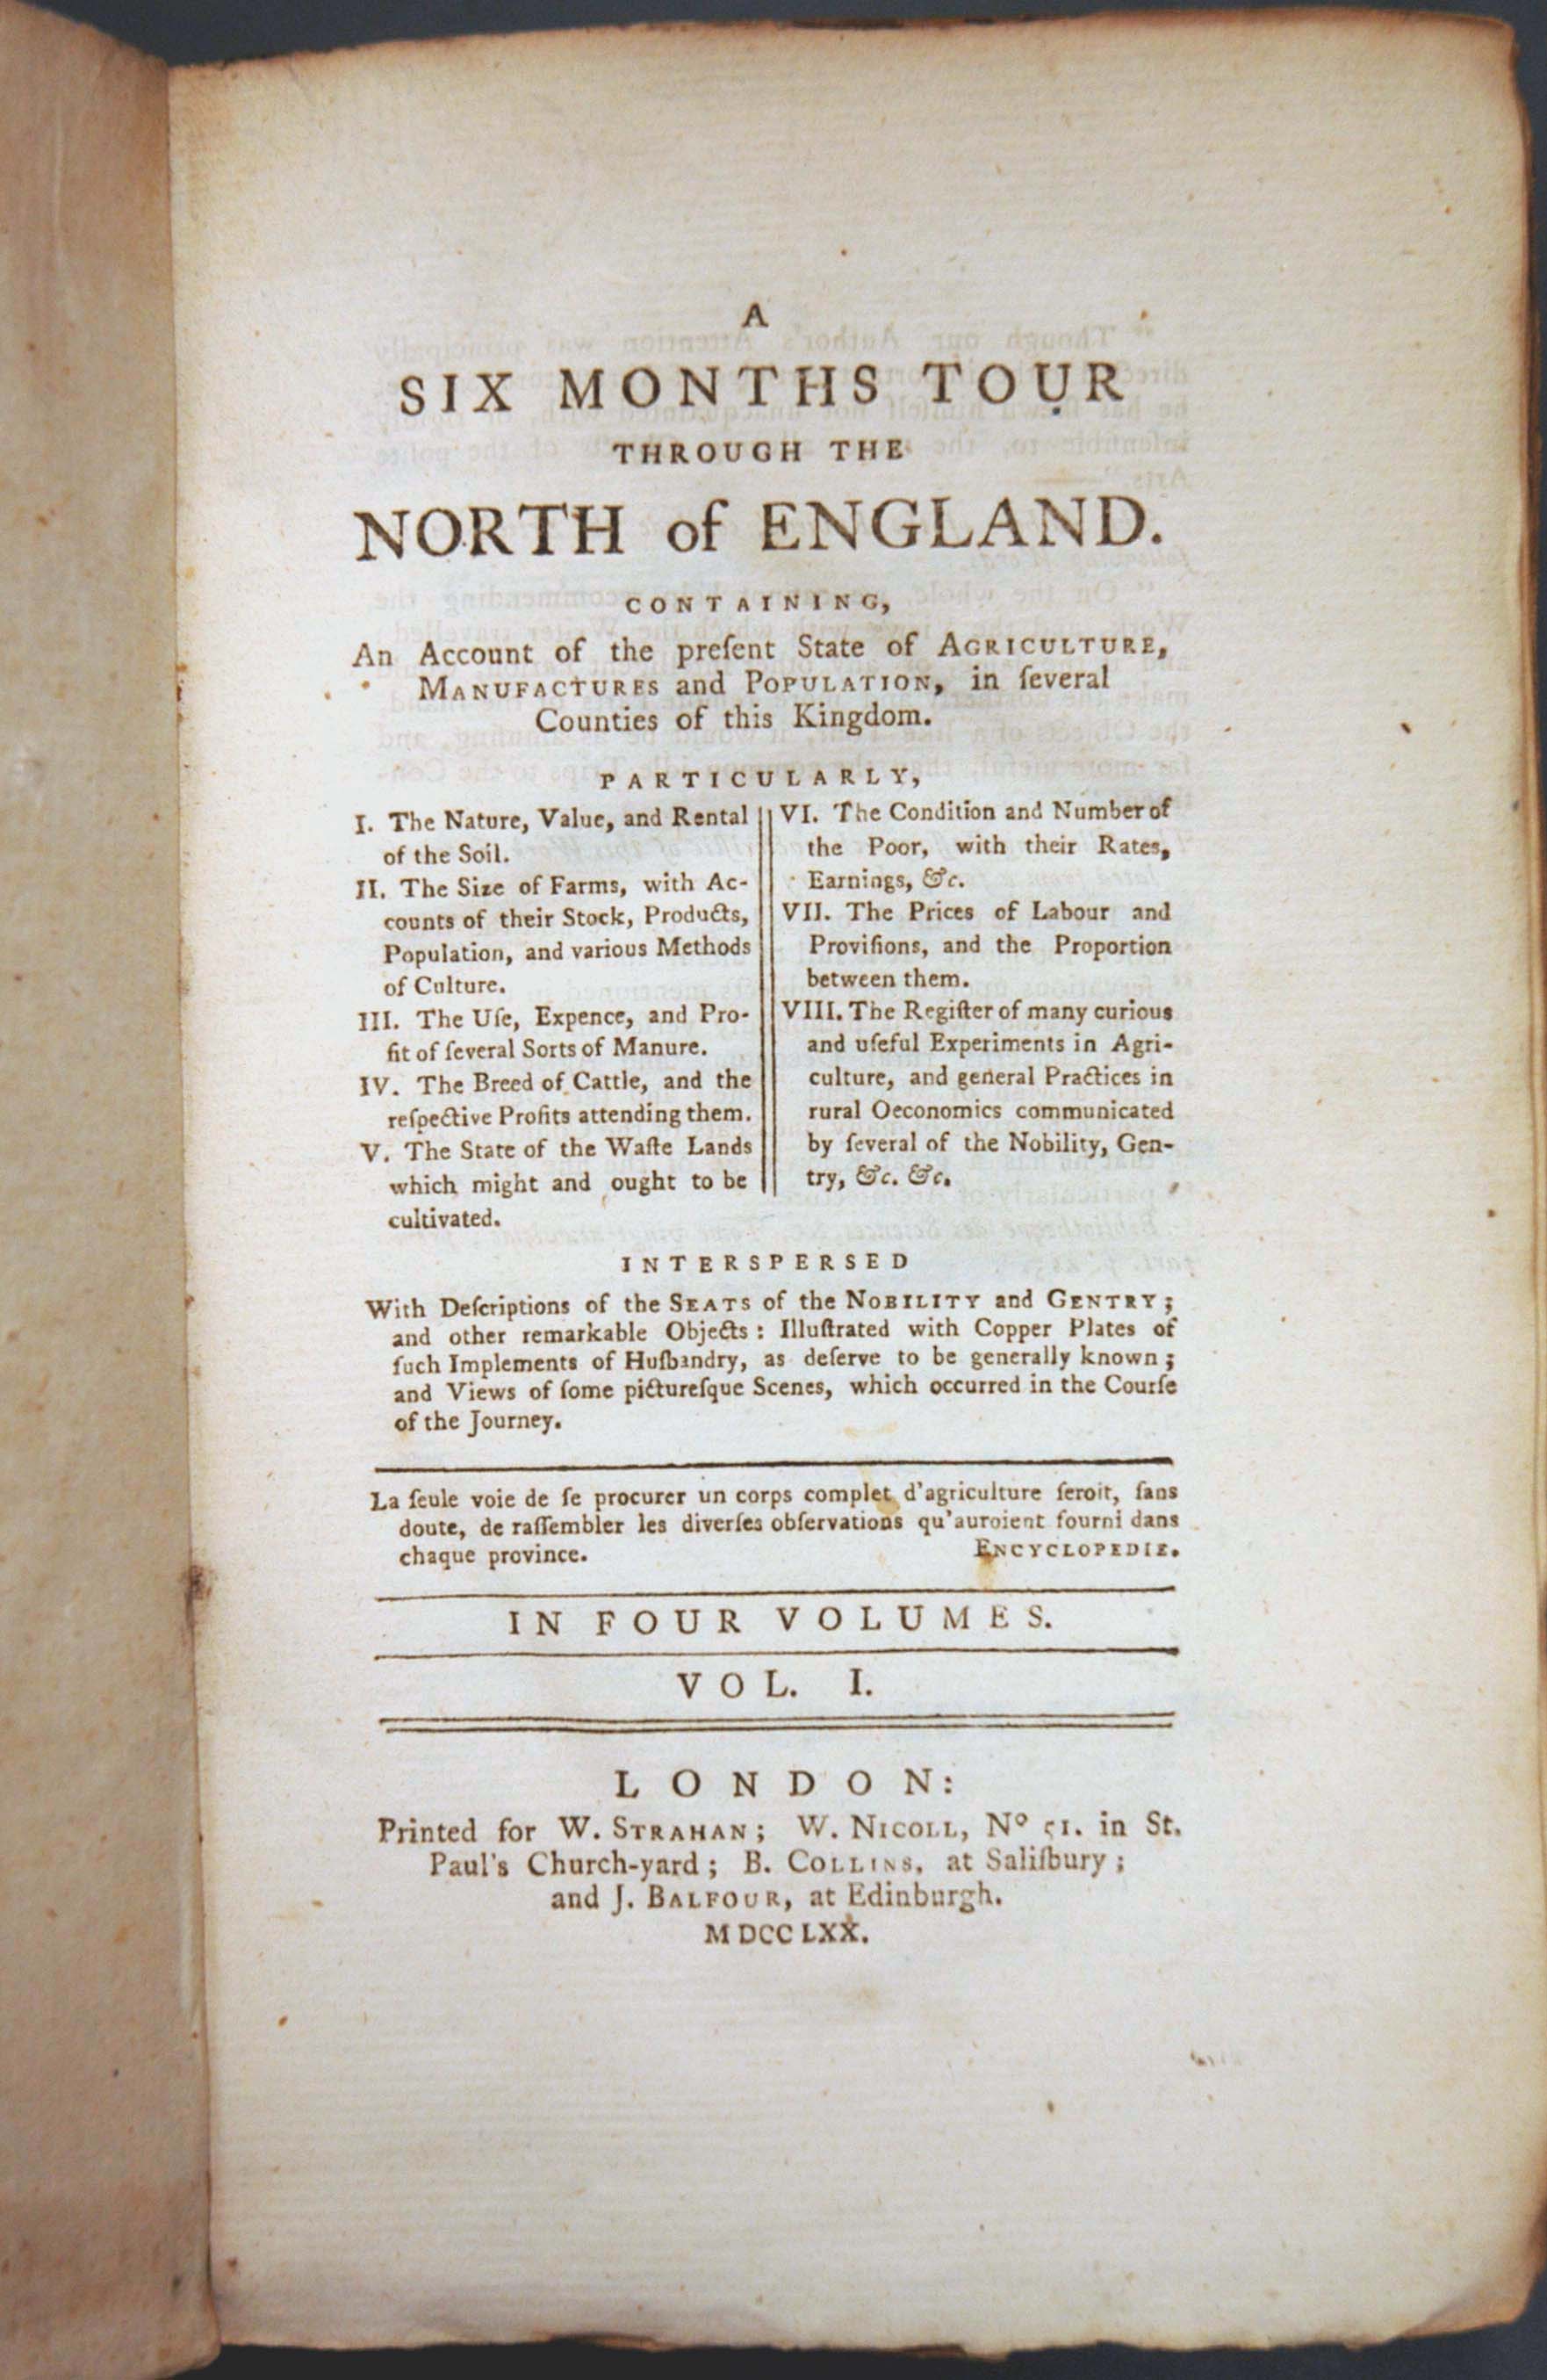 A
SIX MONTHS TOUR
THROUGH THE
NORTH of ENGLAND.
CONTAINING,
An Account of the preſent State of AGRICULTURE,
MANUFACTURES and POPULATION, in ſeveral
Counties of this Kingdom.
PARTICULARLY,
I. The Nature, Value, and Rental
of the Soil.
II. The Size of Farms, with Ac-
counts of their Stock, Products,
Population, and various Methods
of Culture.
III. The Uſe, Expence, and Pro-
fit of ſeveral Sorts of Manure.
IV. The Breed of Cattle, and the
reſpective Profits attending them.
V. The State of the Waſte Lands
which might and ought to be
cultivated.
VI. The Condition and Number of
the Poor, with their Rates,
Earnings, &c.
VII. The Prices of Labour and
Proviſions, and the Proportion
between them.
VIII. The Regiſter of many curious
and uſeful Experiments in Agri-
culture, and general Practices in
rural Oeconomics communicated
by ſeveral of the Nobility, Gen-
try, &c. &c.
INTERSPERSED
With Deſcriptions of the SEATS of the NOBILITY and GENTRY;
and other remarkable Objects: Illuſtrated with Copper Plates of
ſuch Implements of Huſbandry, as deſerve to be generally known;
and Views of ſome pictureſque Scenes, which occurred in the Courſe
of the Journey.
La ſeule voie de ſe procurer un corps complet d'agriculture ſeroit, ſans
doute, de raſſembler les diverſes obſervations qu'auroient fourni dans
chaque province. ENCYCLOPEDIE.
IN FOUR VOLUMES.
VOL. I.
LONDON:
Printed for W. STRAHAN; W. NICOLL, No 51. in St.
Paul's Church-yard; B. COLLINS, at Saliſbury;
and J. BALFOUR, at Edinburgh.
MDCCLXX.